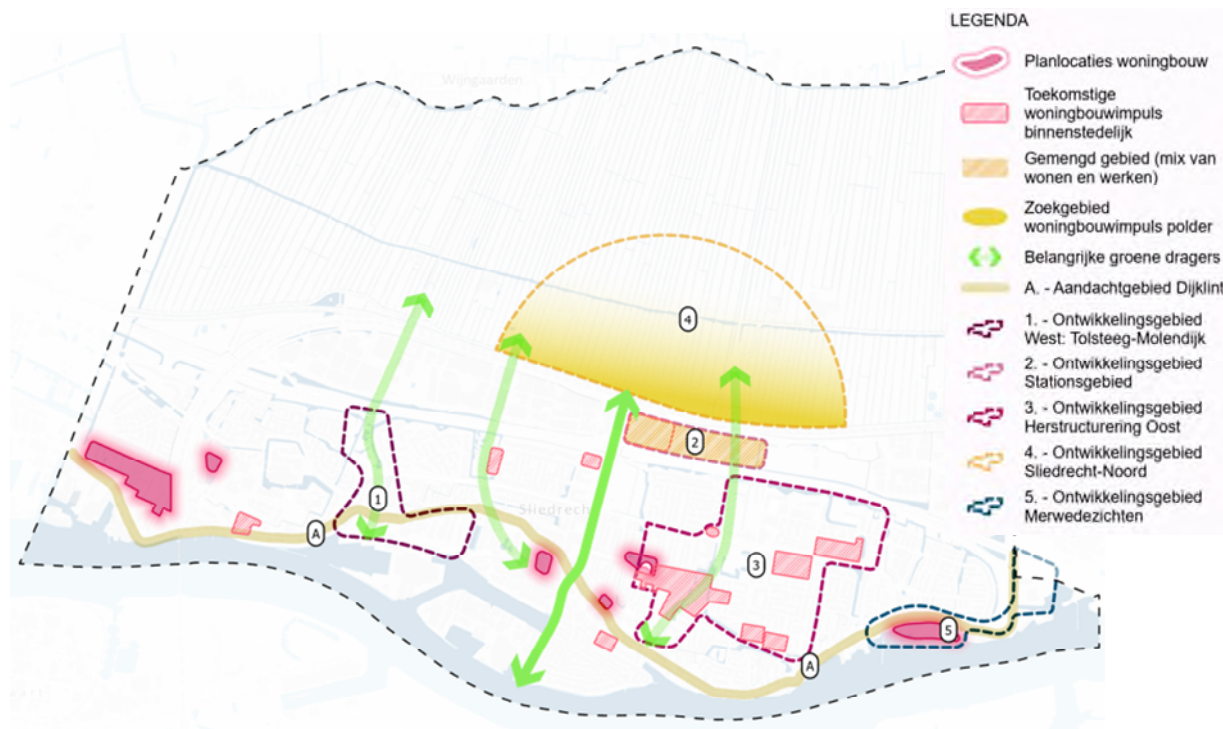 LEGENDA
Planlocaties woningbouw
Toekomstige
woningbouwimpuls
binnenstedelijk
Gemengd gebied (mix van
wonen en werken)
Zoekgebied
woningbouwimpuls polder
Belangrijke groene dragers
A. - Aandachtgebied Dijklint
1. - Ontwikkelingsgebied
West: Tolsteeg-Molendijk
2. - Ontwikkelingsgebied
Stationsgebied
3. - Ontwikkelingsgebied
Herstructurering Oost
4. - Ontwikkelingsgebied
Sliedrecht-Noord
5. - Ontwikkelingsgebied
Merwedezichten
Wijngaarden
4
2
1
Sliedrecht
A
3
5
A